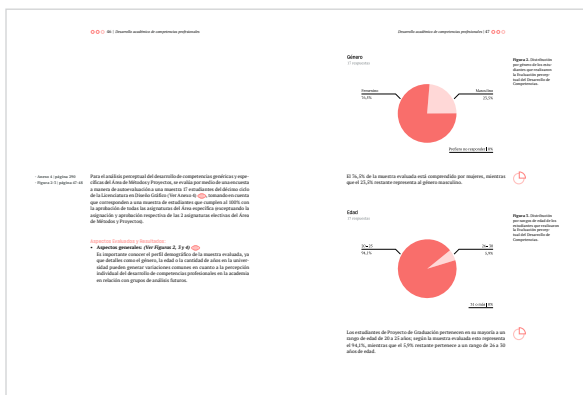 46 | Desarrollo académico de competencias profesionales
- Anexo 4 | página 290
- Figuras 2-5 | páginas 47-49
Para el análisis perceptual del desarrollo de competencias genéricas y espe-
cíficas del Área de Métodos y Proyectos, se evalúa por medio de una encuesta
a manera de autoevaluación a una muestra 17 estudiantes del décimo ciclo
de la Licenciatura en Diseño Gráfico (Ver Anexo 4) , tomando en cuenta
que corresponden a una muestra de estudiantes que cumplen al 100% con
la aprobación de todas las asignaturas del Área específica (exceptuando la
asignación y aprobación respectiva de las 2 asignaturas electivas del Área
de Métodos y Proyectos).
Aspectos Evaluados y Resultados:
• Aspectos generales: (Ver Figuras 2, 3 y 4)
Es importante conocer el perfil demográfico de la muestra evaluada, ya
que detalles como el género, la edad o la cantidad de años en la univer-
sidad pueden generar variaciones comunes en cuanto a la percepción
individual del desarrollo de competencias profesionales en la academia
en relación con grupos de análisis futuros.
Desarrollo académico de competencias profesionales | 47
Género
17 respuestas
Femenino
76,5%
Masculino
23,5%
Prefiero no responder | 0%
Figura 2. Distribución
por género de los estu-
diantes que realizaron
la Evaluación percep-
tual del Desarrollo de
Competencias.
El 76,5% de la muestra evaluada está comprendida por mujeres, mientras
que el 23,5% restante representa al género masculino.
Edad
17 respuestas
20 - 25
94,1%
26 - 30
5,9%
31 o más | 0%
Figura 3. Distribución
por rangos de edad de los
estudiantes que realizaron
la Evaluación percep-
tual del Desarrollo de
Competencias.
Los estudiantes de Proyecto de Graduación pertenecen en su mayoría a un
rango de edad de 20 a 25 años; según la muestra evaluada esto representa
el 94,1%, mientras que el 5,9% restante pertenece a un rango de 26 a 30
años de edad.